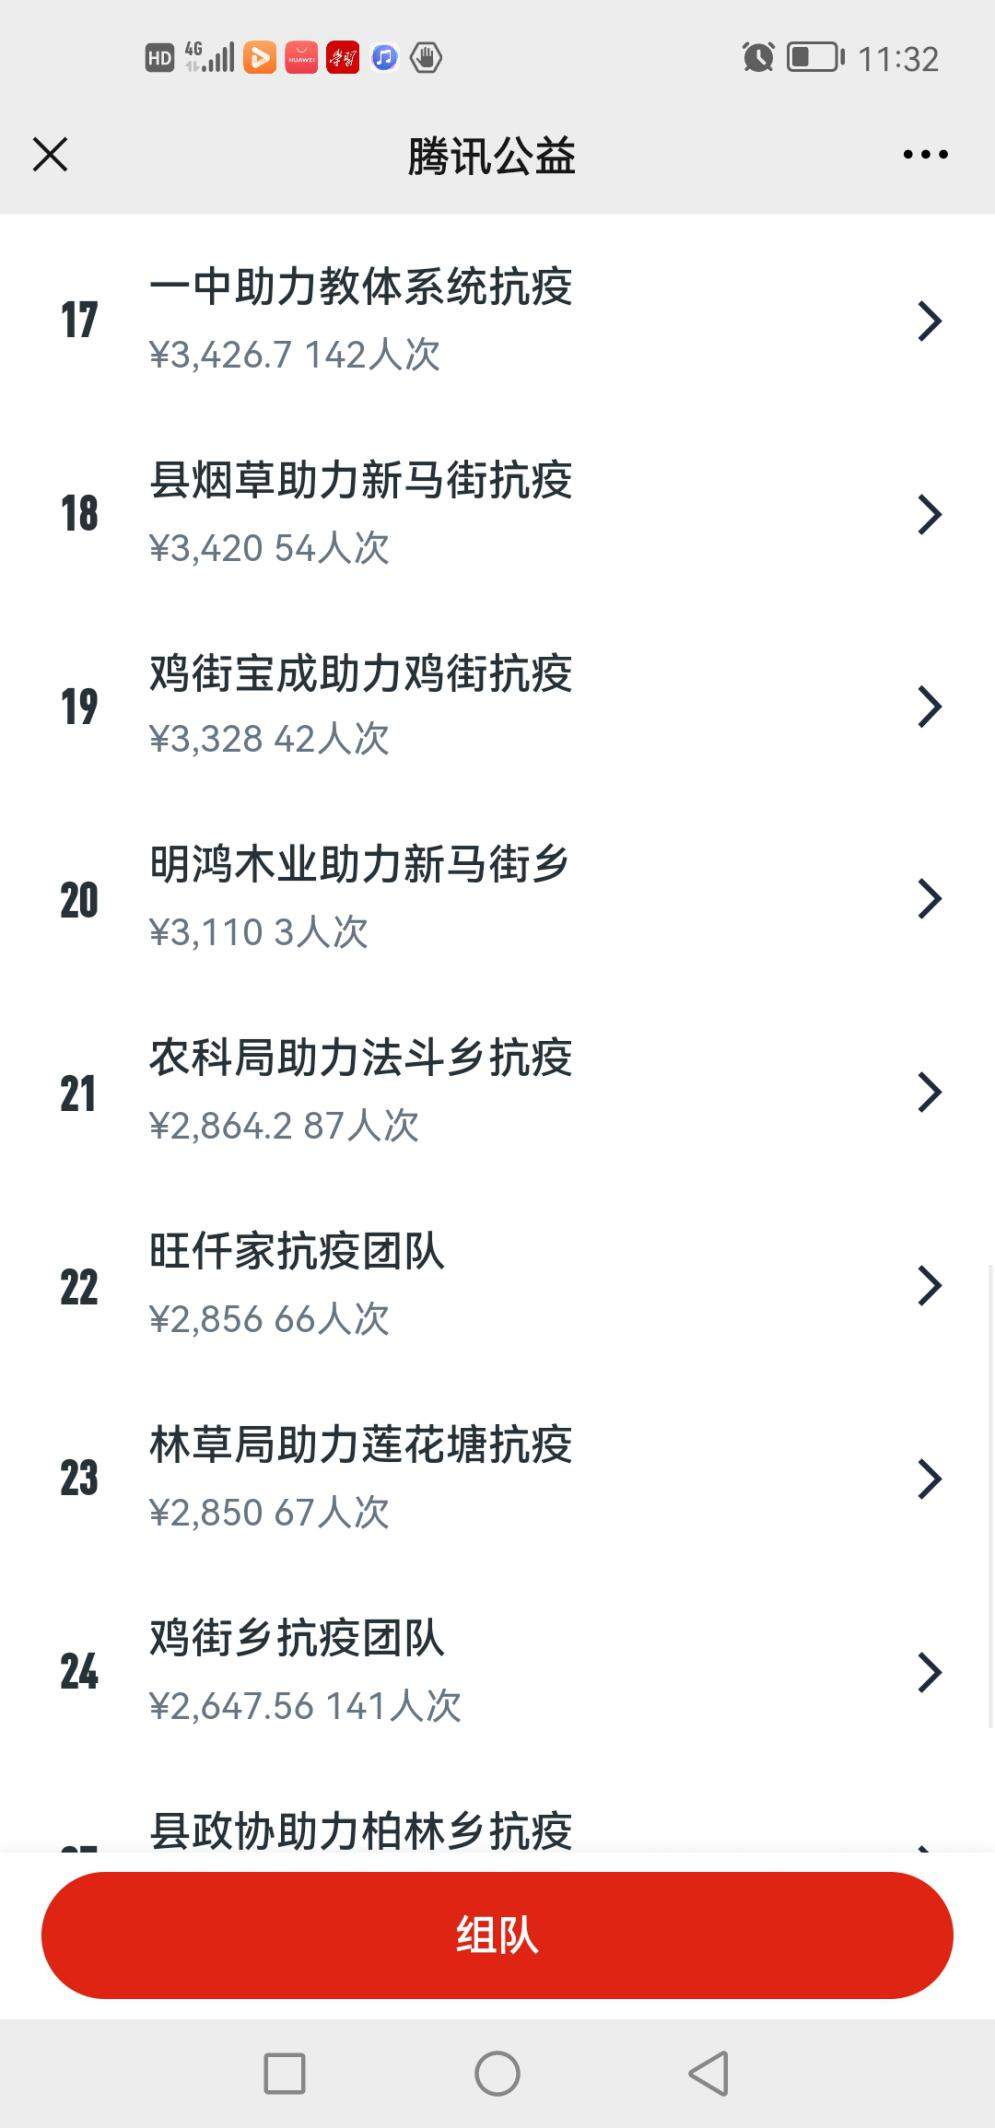 HD 4G HUAWEI 学习 11:32
腾讯公益
17
一中助力教体系统抗疫
¥3,426.7 142人次
18
县烟草助力新马街抗疫
¥3,420 54人次
19
鸡街宝成助力鸡街抗疫
¥3,328 42人次
20
明鸿木业助力新马街乡
¥3,110 3人次
21
农科局助力法斗乡抗疫
¥2,864.2 87人次
22
旺仟家抗疫团队
¥2,856 66人次
23
林草局助力莲花塘抗疫
¥2,850 67人次
24
鸡街乡抗疫团队
¥2,647.56 141人次
县政协助力柏林乡抗疫
组队